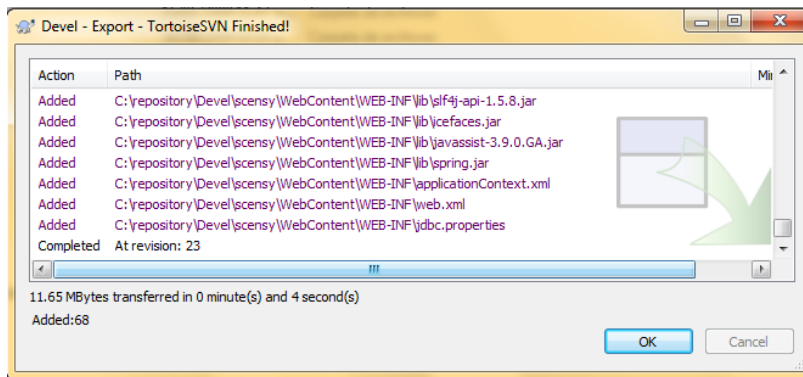 Devel - Export - TortoiseSVN Finished!
Action Path Mi
Added C:\repository\Devel\scensy\WebContent\WEB-INF\lib\slf4j-api-1.5.8.jar
Added C:\repository\Devel\scensy\WebContent\WEB-INF\lib\icefaces.jar
Added C:\repository\Devel\scensy\WebContent\WEB-INF\lib\javassist-3.9.0.GA.jar
Added C:\repository\Devel\scensy\WebContent\WEB-INF\lib\spring.jar
Added C:\repository\Devel\scensy\WebContent\WEB-INF\applicationContext.xml
Added C:\repository\Devel\scensy\WebContent\WEB-INF\web.xml
Added C:\repository\Devel\scensy\WebContent\WEB-INF\jdbc.properties
Completed At revision: 23
11.65 MBytes transferred in 0 minute(s) and 4 second(s)
Added:68
OK Cancel